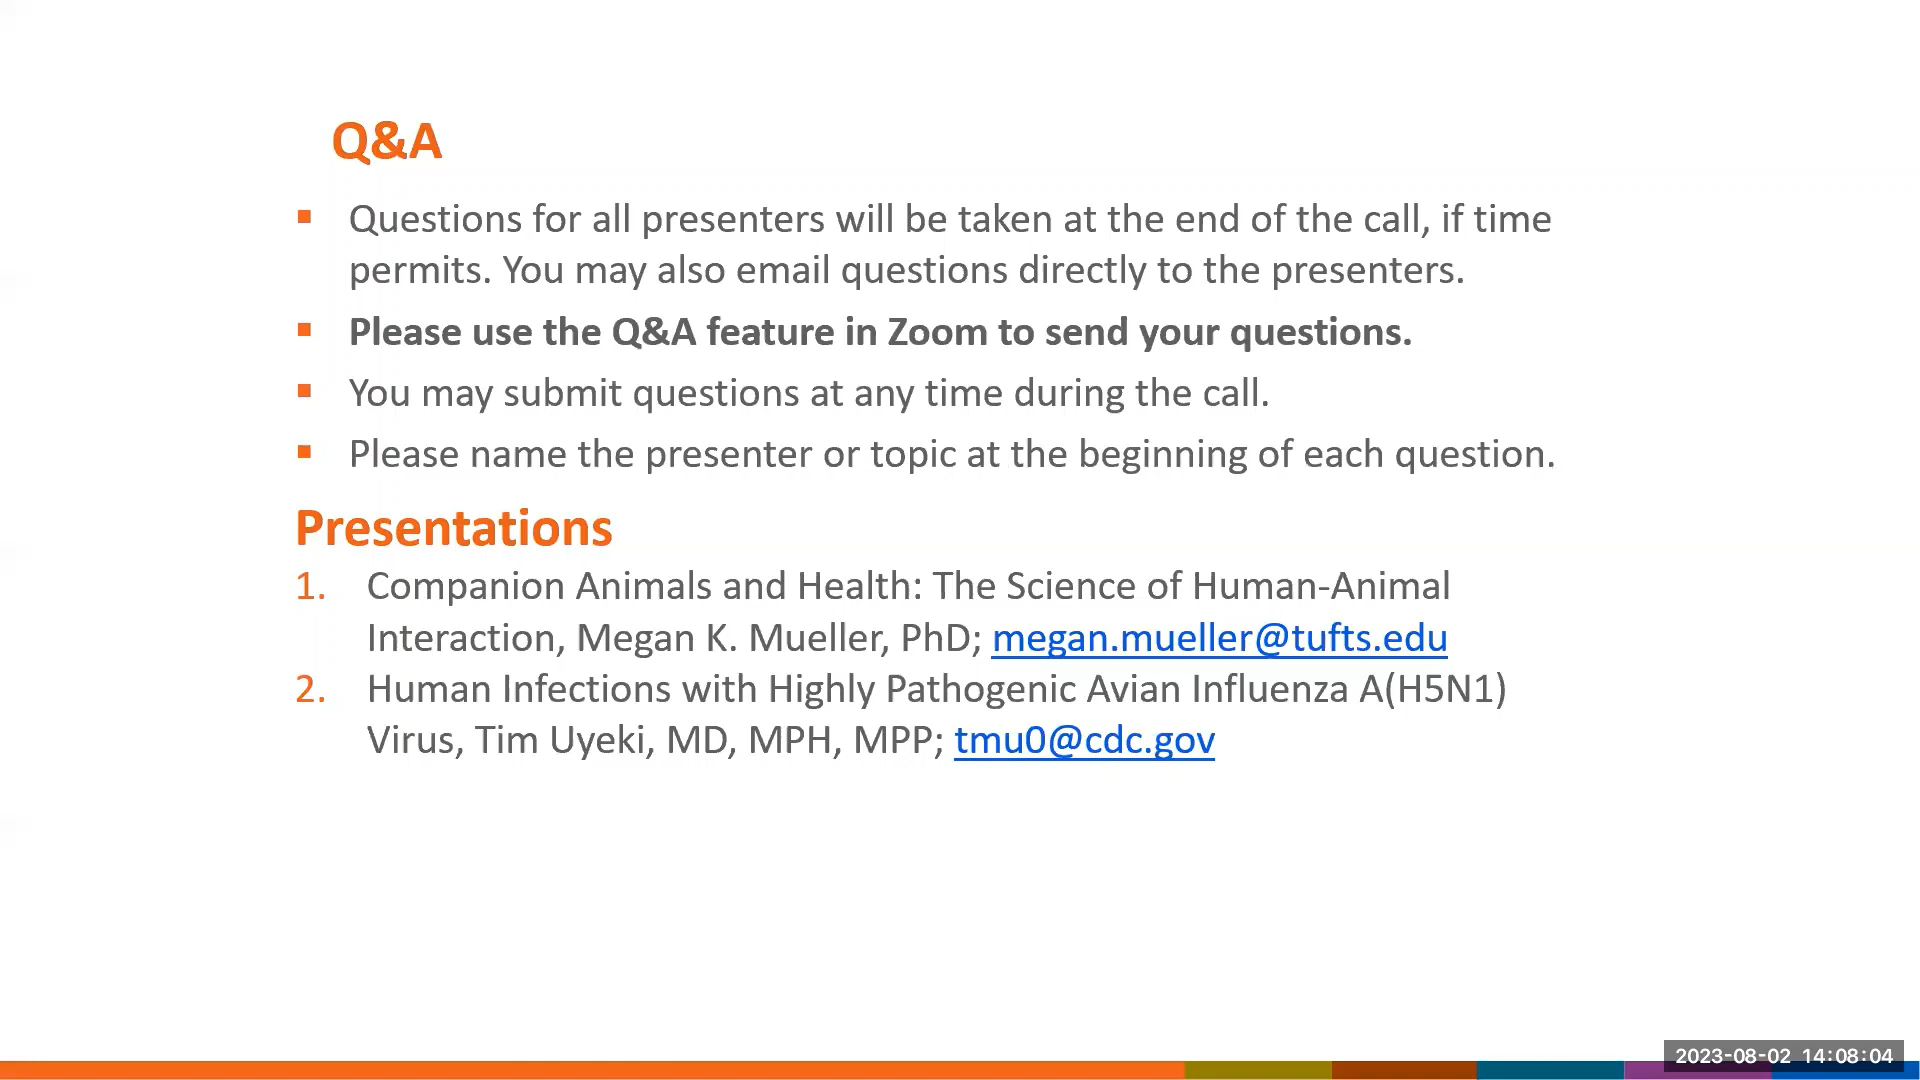 Q&A
▪ Questions for all presenters will be taken at the end of the call, if time
permits. You may also email questions directly to the presenters.
▪ Please use the Q&A feature in Zoom to send your questions.
▪ You may submit questions at any time during the call.
▪ Please name the presenter or topic at the beginning of each question.
Presentations
1. Companion Animals and Health: The Science of Human-Animal
Interaction, Megan K. Mueller, PhD; megan.mueller@tufts.edu
2. Human Infections with Highly Pathogenic Avian Influenza A(H5N1)
Virus, Tim Uyeki, MD, MPH, MPP; tmu0@cdc.gov
2023-08-02 14:08:04